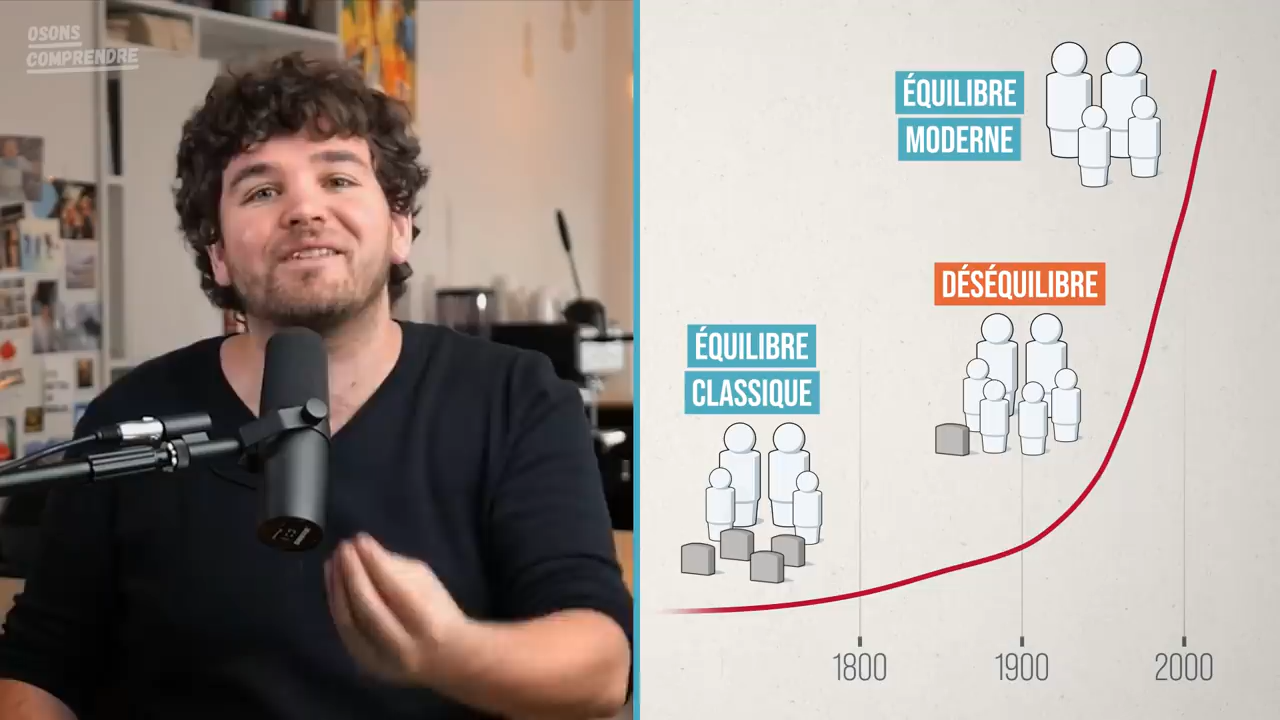 OSONS
COMPRENDRE
ÉQUILIBRE
MODERNE
DÉSÉQUILIBRE
ÉQUILIBRE
CLASSIQUE
1800
1900
2000